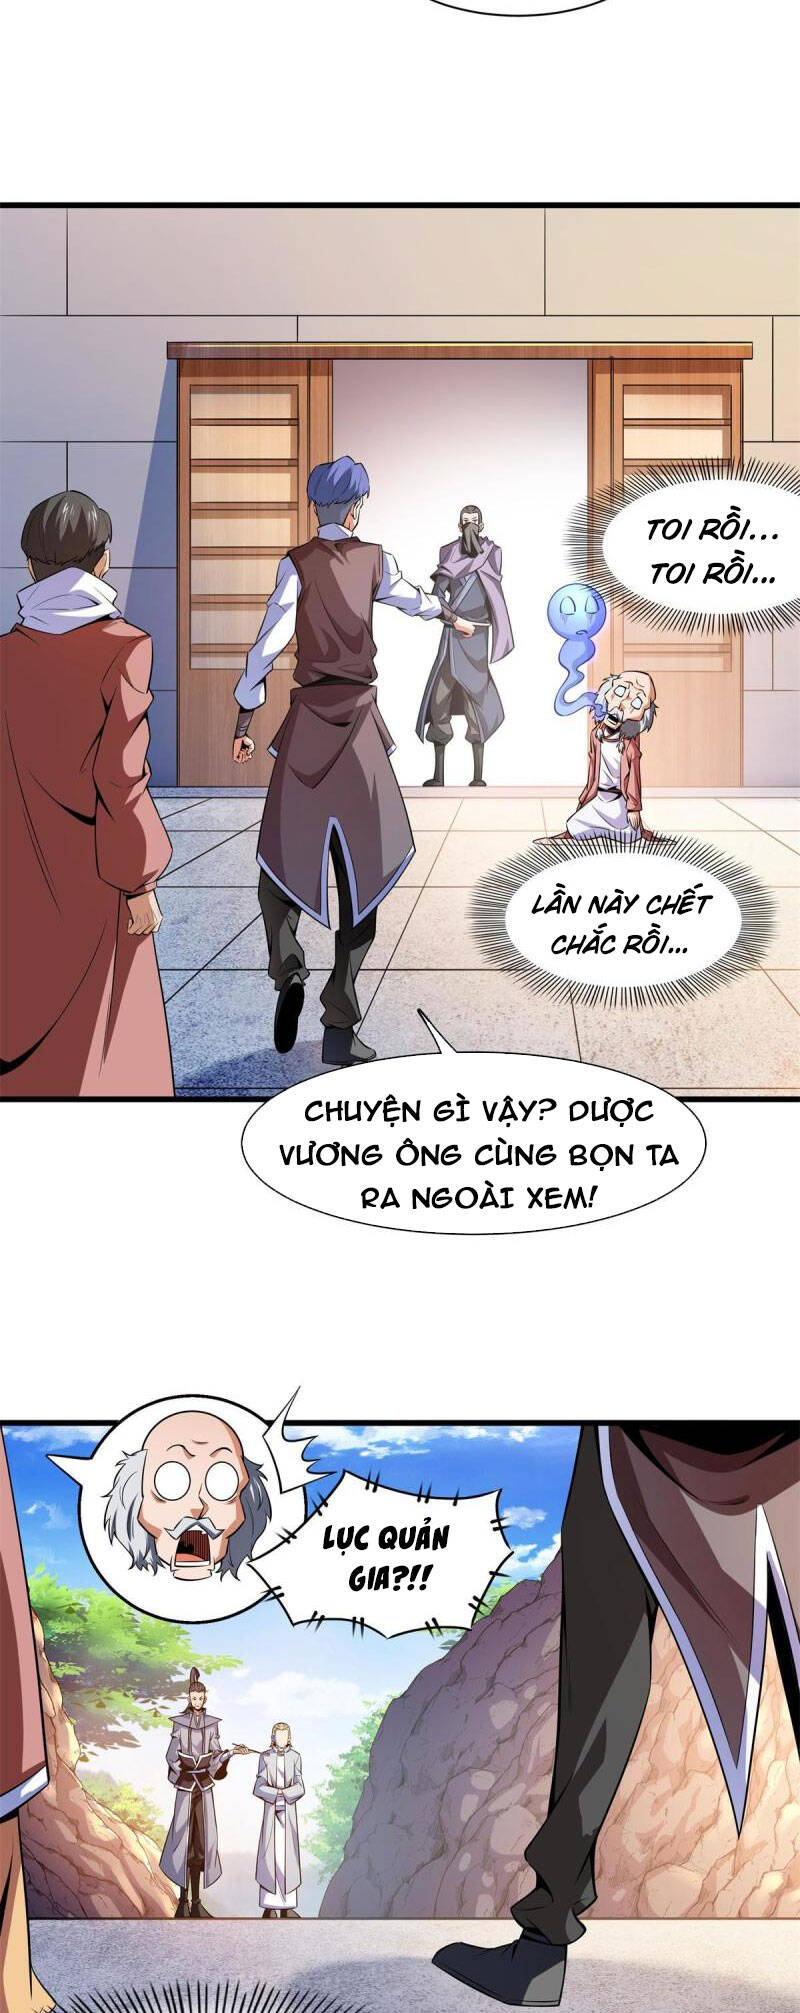 TOI RỒI...
TOI RỒI...
LẦN NÀY CHẾT
CHẮC RỒI...
CHUYỆN GÌ VẬY? DƯỢC
VƯƠNG ÔNG CÙNG BỌN TA
RA NGOÀI XEM!
LỤC QUẢN
GIA?!!